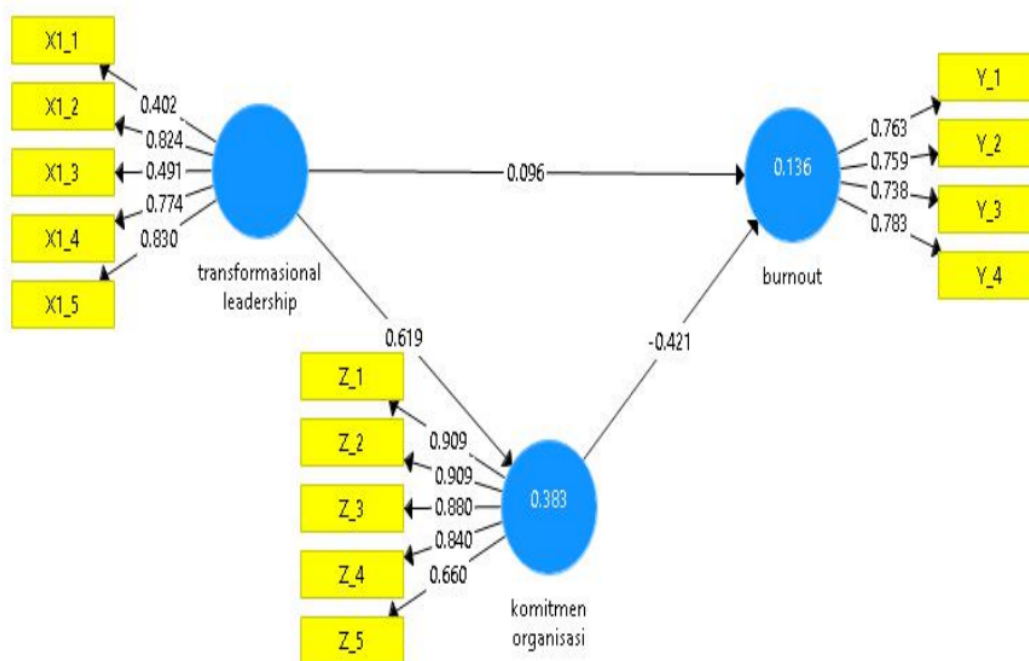 X1_1
X1_2
X1_3
X1_4
X1_5
0.402
0.824
0.491
0.774
0.830
transformasional
leadership
0.096
0.136
burnout
0.763
0.759
0.738
0.783
Y_1
Y_2
Y_3
Y_4
0.619
-0.421
Z_1
Z_2
Z_3
Z_4
Z_5
0.909
0.909
0.880
0.840
0.660
0.383
komitmen
organisasi